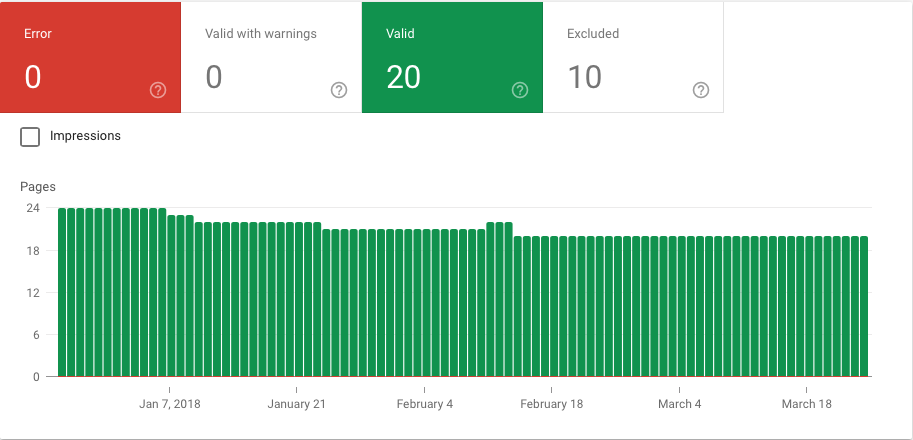 Error Valid with warnings Valid Excluded
0 0 20 10
Impressions
Pages
24
18
12
6
0
Jan 7, 2018 January 21 February 4 February 18 March 4 March 18